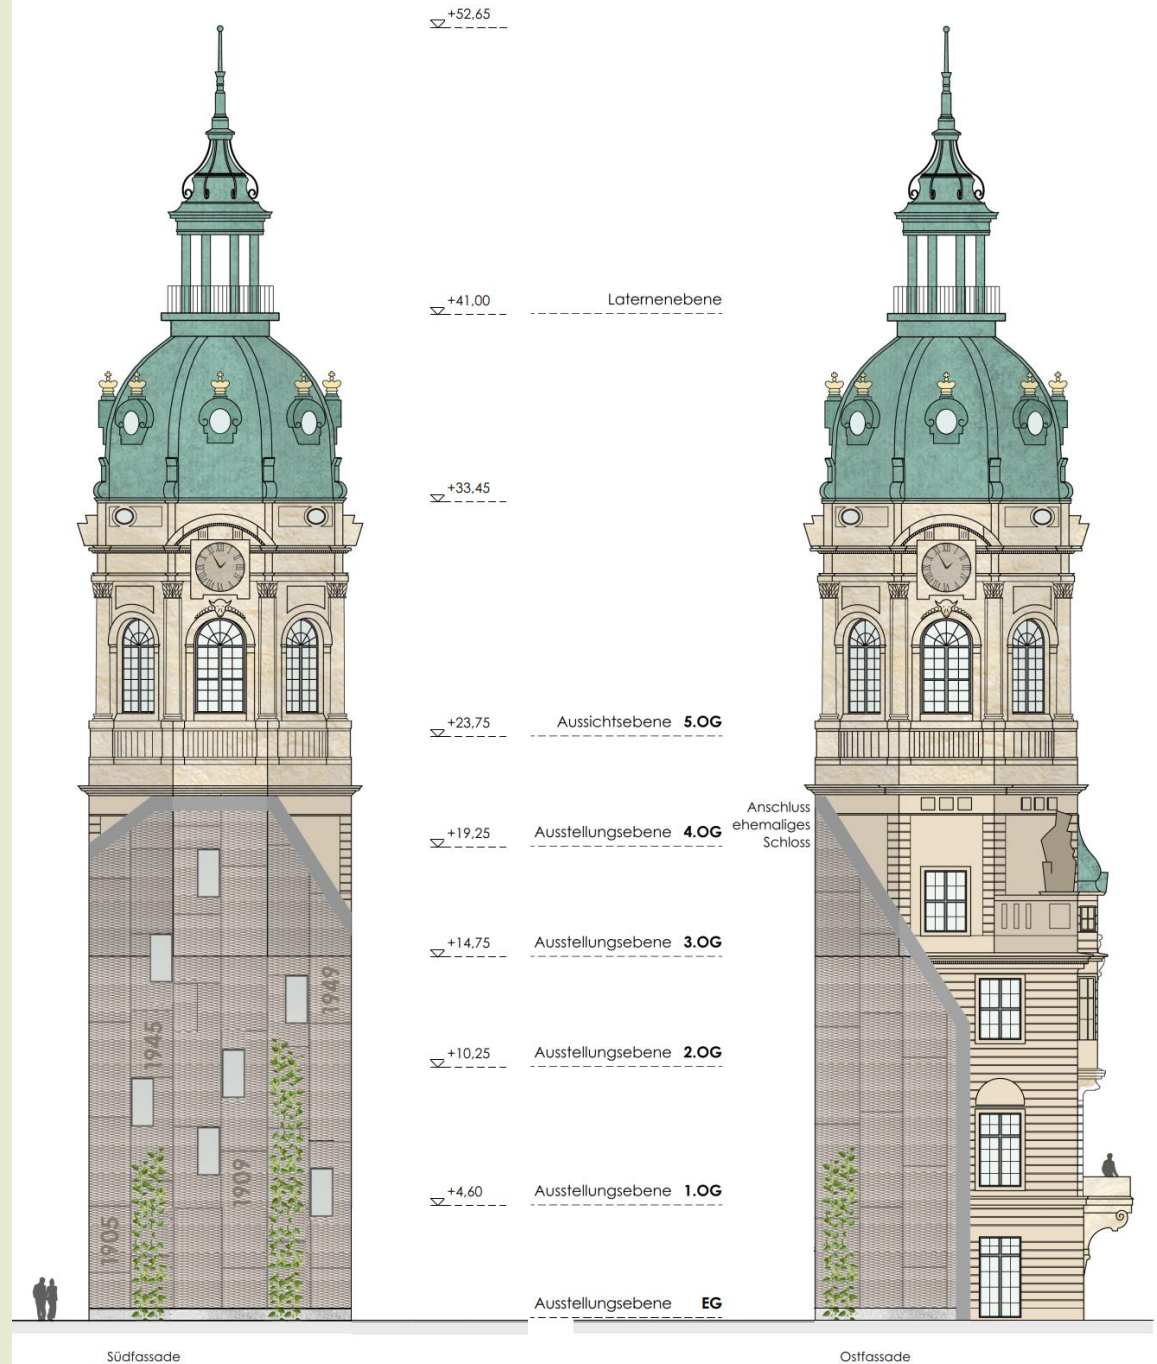 +52,65
+41,00 Laternenebene
+33,45
+23,75 Aussichtsebene 5.OG
Anschluss
ehemaliges
Schloss
+19,25 Ausstellungsebene 4.OG
+14,75 Ausstellungsebene 3.OG
1949
1945
+10,25 Ausstellungsebene 2.OG
1909
+4,60 Ausstellungsebene 1.OG
1905
Ausstellungsebene EG
Südfassade
Ostfassade